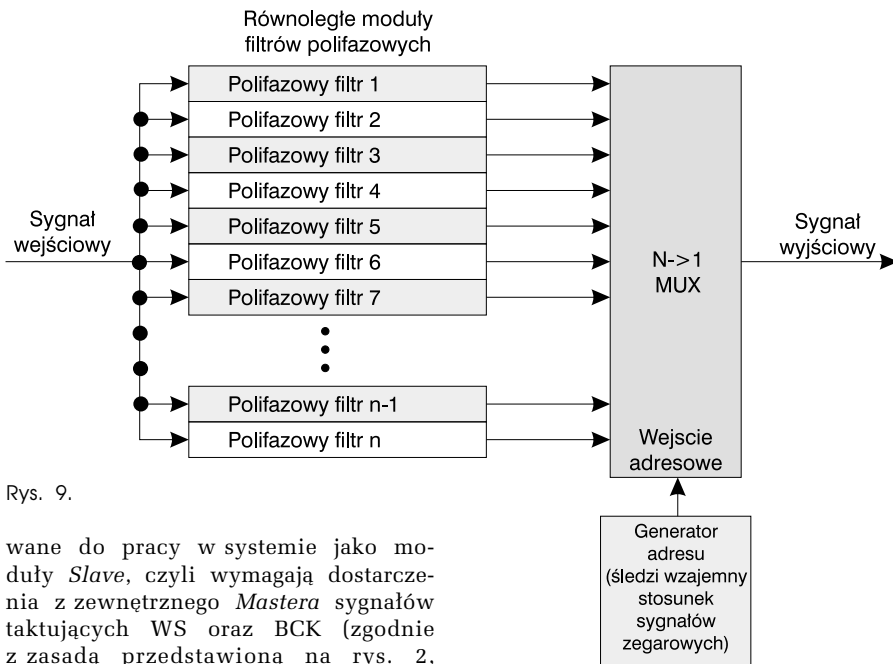 Równoległe moduły
filtrów polifazowych
Polifazowy filtr 1
Polifazowy filtr 2
Polifazowy filtr 3
Polifazowy filtr 4
Polifazowy filtr 5
Polifazowy filtr 6
Polifazowy filtr 7
Polifazowy filtr n-1
Polifazowy filtr n
Sygnał
wejściowy
N->1
MUX
Wejscie
adresowe
Sygnał
wyjściowy
Generator
adresu
(śledzi wzajemny
stosunek
sygnałów
zegarowych)
Rys. 9.
wane do pracy w systemie jako mo-
duły Slave, czyli wymagają dostarcze-
nia z zewnętrznego Mastera sygnałów
taktujących WS oraz BCK (zgodnie
z zasadą przedstawioną na rys. 2,